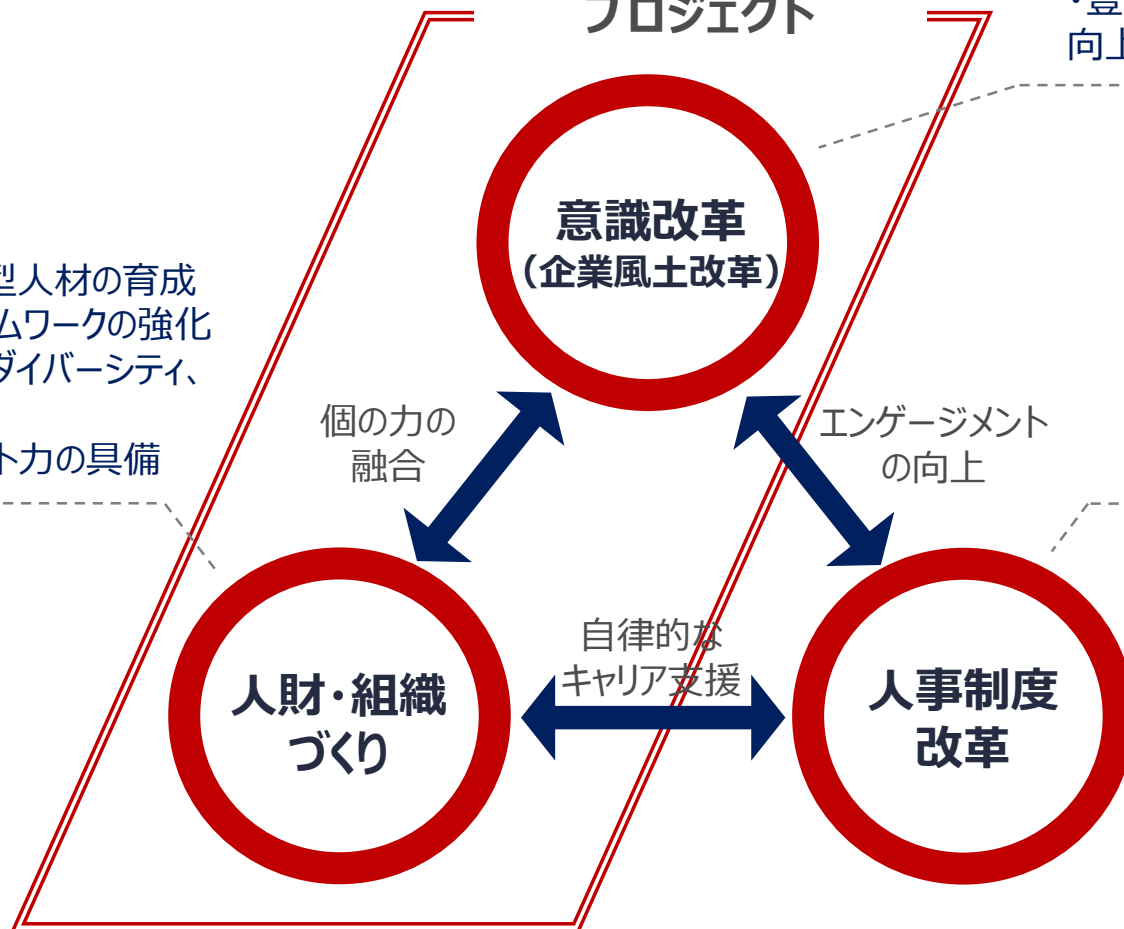 プロジェクト
向上
意識改革
（企業風土改革）
型人材の育成
ムワークの強化
ダイバーシティ、
ト力の具備
個の力の
融合
エンゲージメント
の向上
自律的な
キャリア支援
人財・組織
づくり
人事制度
改革